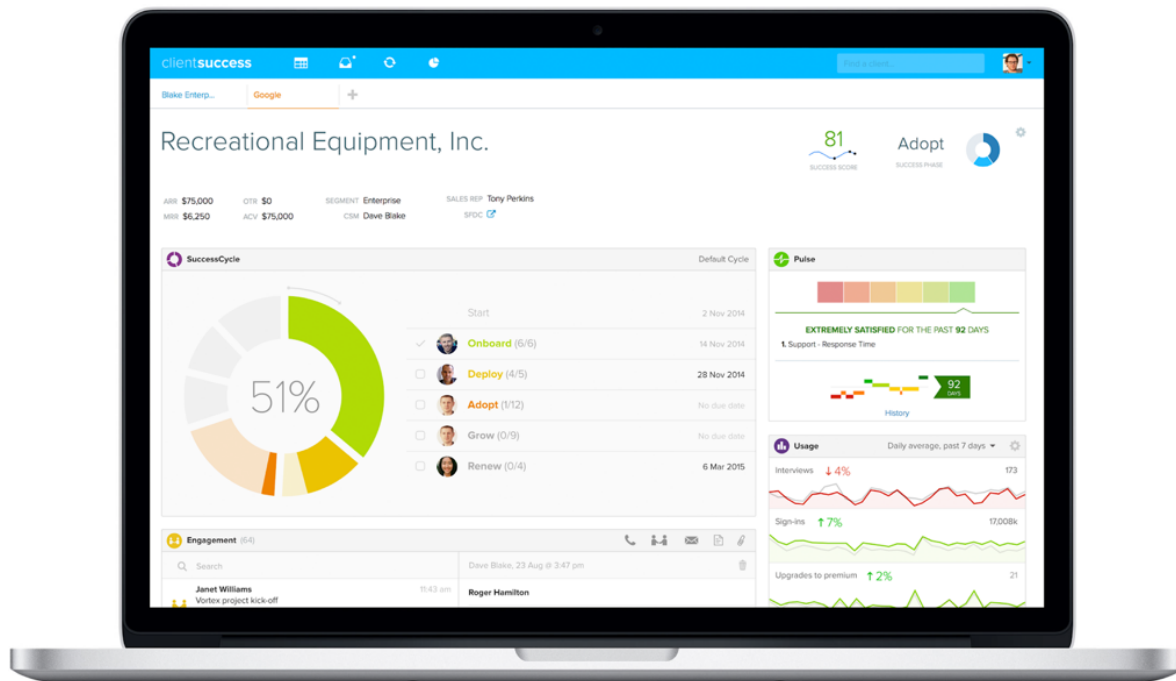 clientsuccess
Find a client...
Blake Enterp...
Google
Recreational Equipment, Inc.
81
SUCCESS SCORE
Adopt
SUCCESS PHASE
ARR $75,000 OTR $0 SEGMENT Enterprise SALES REP Tony Perkins
MRR $6,250 ACV $75,000 CSM Dave Blake SFDC
SuccessCycle
Default Cycle
51%
Start 2 Nov 2014
Onboard (6/6) 14 Nov 2014
Deploy (4/5) 28 Nov 2014
Adopt (1/12) No due date
Grow (0/9) No due date
Renew (0/4) 6 Mar 2015
Pulse
EXTREMELY SATISFIED FOR THE PAST 92 DAYS
1. Support - Response Time
92
DAYS
History
Usage
Daily average, past 7 days
Interviews 4% 173
Sign-ins 7% 17,008k
Upgrades to premium 2% 21
Engagement (64)
Search
Janet Williams 11:43 am
Vortex project kick-off
Dave Blake, 23 Aug @ 3:47 pm
Roger Hamilton